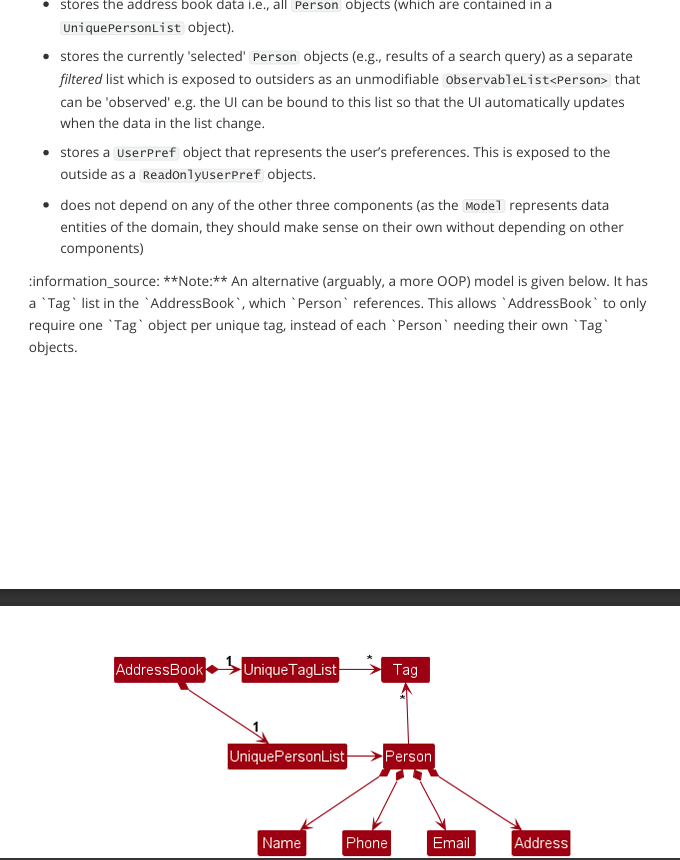 stores the address book data i.e., all Person objects (which are contained in a
UniquePersonList object).
stores the currently 'selected' Person objects (e.g., results of a search query) as a separate
filtered list which is exposed to outsiders as an unmodifiable ObservableList<Person> that
can be 'observed' e.g. the UI can be bound to this list so that the UI automatically updates
when the data in the list change.
stores a UserPref object that represents the user’s preferences. This is exposed to the
outside as a ReadOnlyUserPref objects.
does not depend on any of the other three components (as the Model represents data
entities of the domain, they should make sense on their own without depending on other
components)
:information_source: **Note:** An alternative (arguably, a more OOP) model is given below. It has
a `Tag` list in the `AddressBook`, which `Person` references. This allows `AddressBook` to only
require one `Tag` object per unique tag, instead of each `Person` needing their own `Tag`
objects.
AddressBook 1 UniqueTagList * Tag
*
1
UniquePersonList Person
Name Phone Email Address